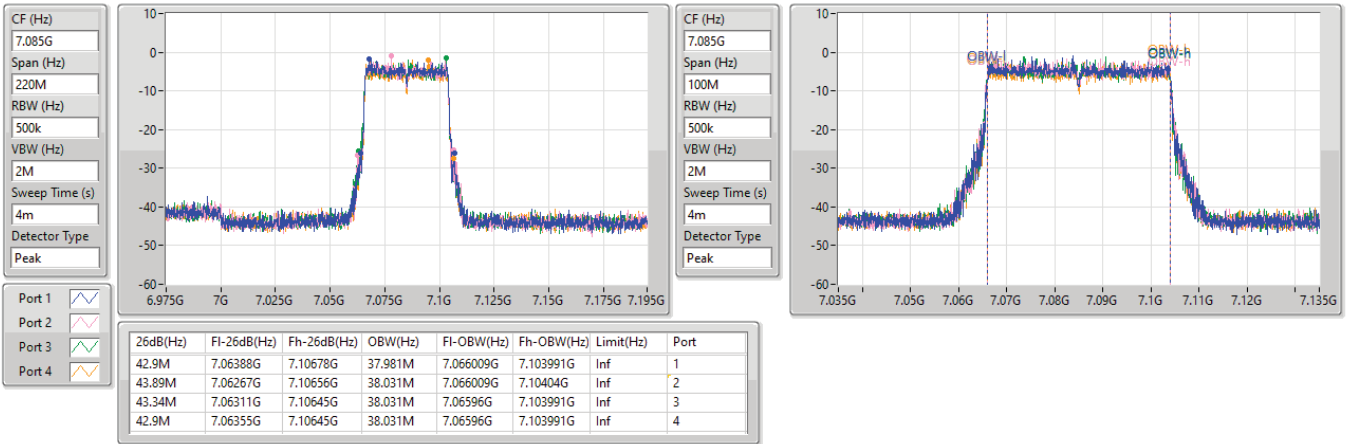 CF (Hz)
7.085G
Span (Hz)
220M
RBW (Hz)
500k
VBW (Hz)
2M
Sweep Time (s)
4m
Detector Type
Peak
10-
0-
-10-
-20-
-30-
-40-
-50-
-60-
6.975G 7G 7.025G 7.05G 7.075G 7.1G 7.125G 7.15G 7.175G 7.195G
CF (Hz)
7.085G
Span (Hz)
100M
RBW (Hz)
500k
VBW (Hz)
2M
Sweep Time (s)
4m
Detector Type
Peak
10-
0-
-10-
-20-
-30-
-40-
-50-
-60-
OBW-l OBW-h
7.035G 7.05G 7.06G 7.07G 7.08G 7.09G 7.1G 7.11G 7.12G 7.135G
Port 1
Port 2
Port 3
Port 4
26dB(Hz) Fl-26dB(Hz) Fh-26dB(Hz) OBW(Hz) Fl-OBW(Hz) Fh-OBW(Hz) Limit(Hz) Port
42.9M 7.06388G 7.10678G 37.981M 7.066009G 7.103991G Inf 1
43.89M 7.06267G 7.10656G 38.031M 7.066009G 7.10404G Inf 2
43.34M 7.06311G 7.10645G 38.031M 7.06596G 7.103991G Inf 3
42.9M 7.06355G 7.10645G 38.031M 7.06596G 7.103991G Inf 4